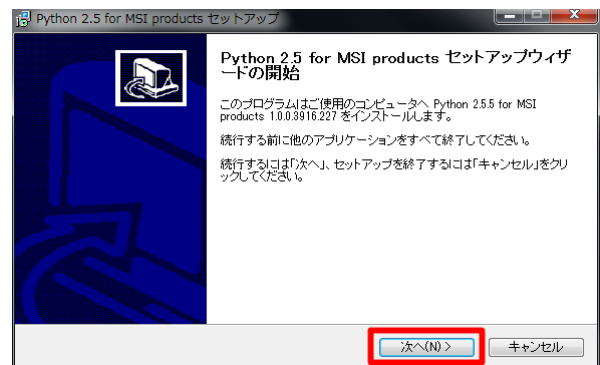 Python 2.5 for MSI products セットアップ
Python 2.5 for MSI products セットアップウィザ
ードの開始
このプログラムはご使用のコンピュータへ Python 2.5.5 for MSI
products 1.0.0.3916.227 をインストールします。
続行する前に他のアプリケーションをすべて終了してください。
続行するには「次へ」、セットアップを終了するには「キャンセル」をクリ
ックしてください。
次へ(N) >
キャンセル